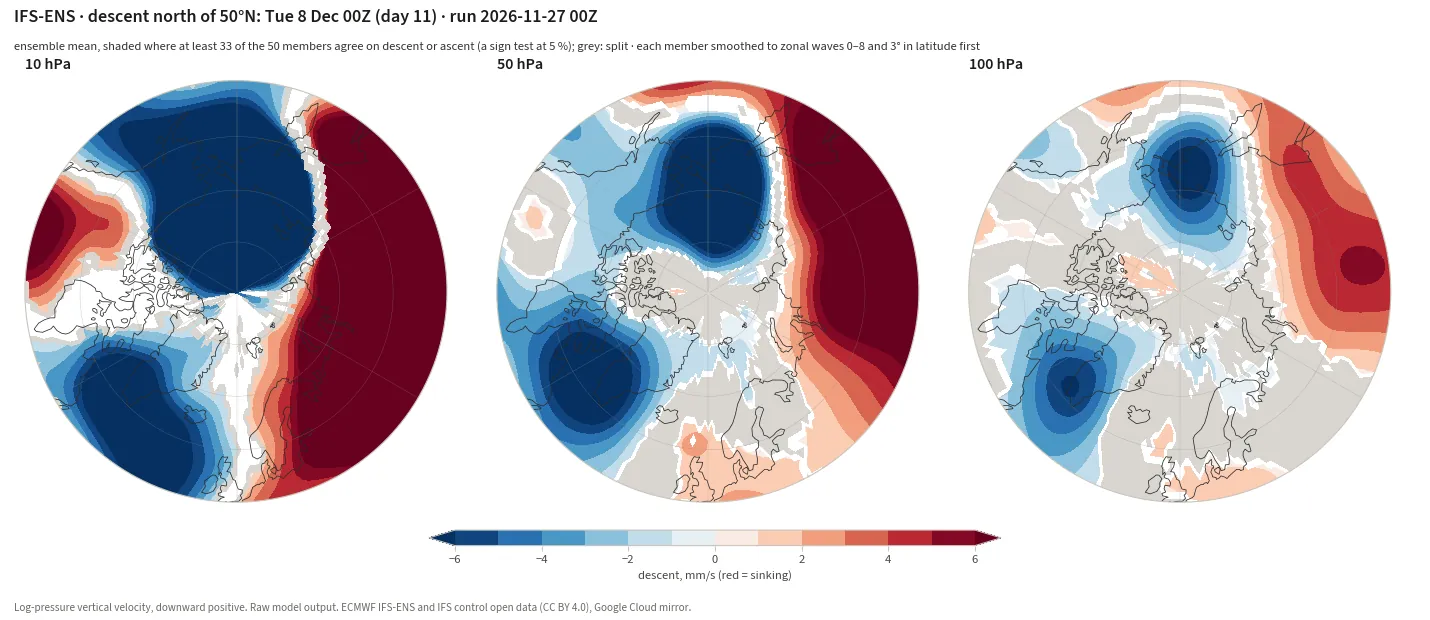 IFS-ENS · descent north of 50°N: Tue 8 Dec 00Z (day 11) · run 2026-11-27 00Z
ensemble mean, shaded where at least 33 of the 50 members agree on descent or ascent (a sign test at 5 %); grey: split · each member smoothed to zonal waves 0–8 and 3° in latitude first
10 hPa
50 hPa
100 hPa
−6 −4 −2 0 2 4 6
descent, mm/s (red = sinking)
Log-pressure vertical velocity, downward positive. Raw model output. ECMWF IFS-ENS and IFS control open data (CC BY 4.0), Google Cloud mirror.